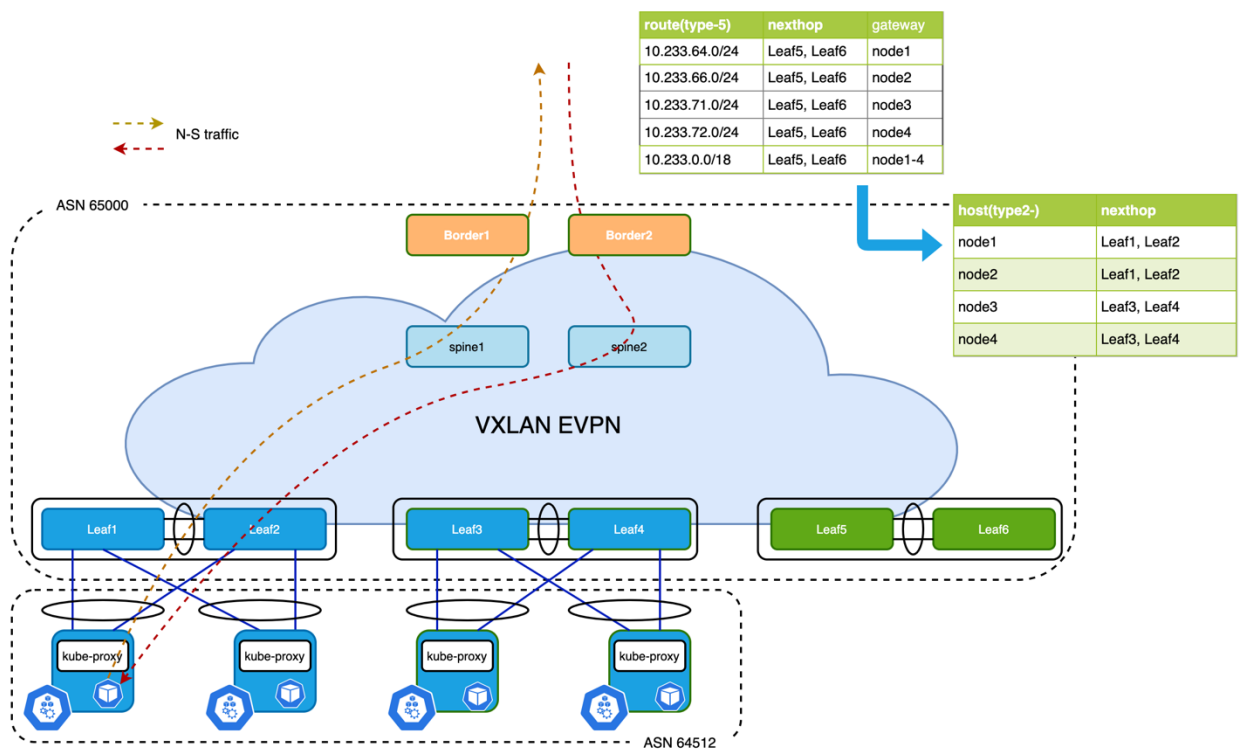 route(type-5) nexthop gateway
10.233.64.0/24 Leaf5, Leaf6 node1
10.233.66.0/24 Leaf5, Leaf6 node2
10.233.71.0/24 Leaf5, Leaf6 node3
10.233.72.0/24 Leaf5, Leaf6 node4
10.233.0.0/18 Leaf5, Leaf6 node1-4
N-S traffic
ASN 65000
host(type2-) nexthop
node1 Leaf1, Leaf2
node2 Leaf1, Leaf2
node3 Leaf3, Leaf4
node4 Leaf3, Leaf4
Border1 Border2
spine1 spine2
VXLAN EVPN
Leaf1 Leaf2 Leaf3 Leaf4 Leaf5 Leaf6
kube-proxy kube-proxy kube-proxy kube-proxy
ASN 64512